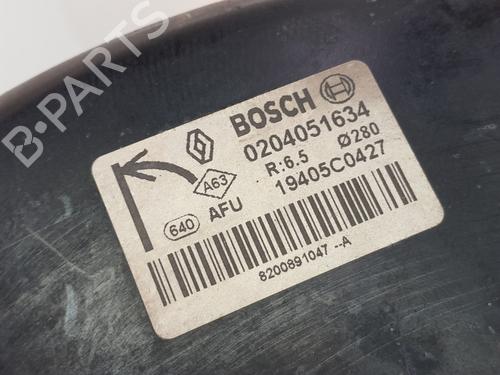 BOSCH
0204051634
R:6.5 Ø280
19405C0427
A63
640
AFU
8200891047--A
B-PARTS